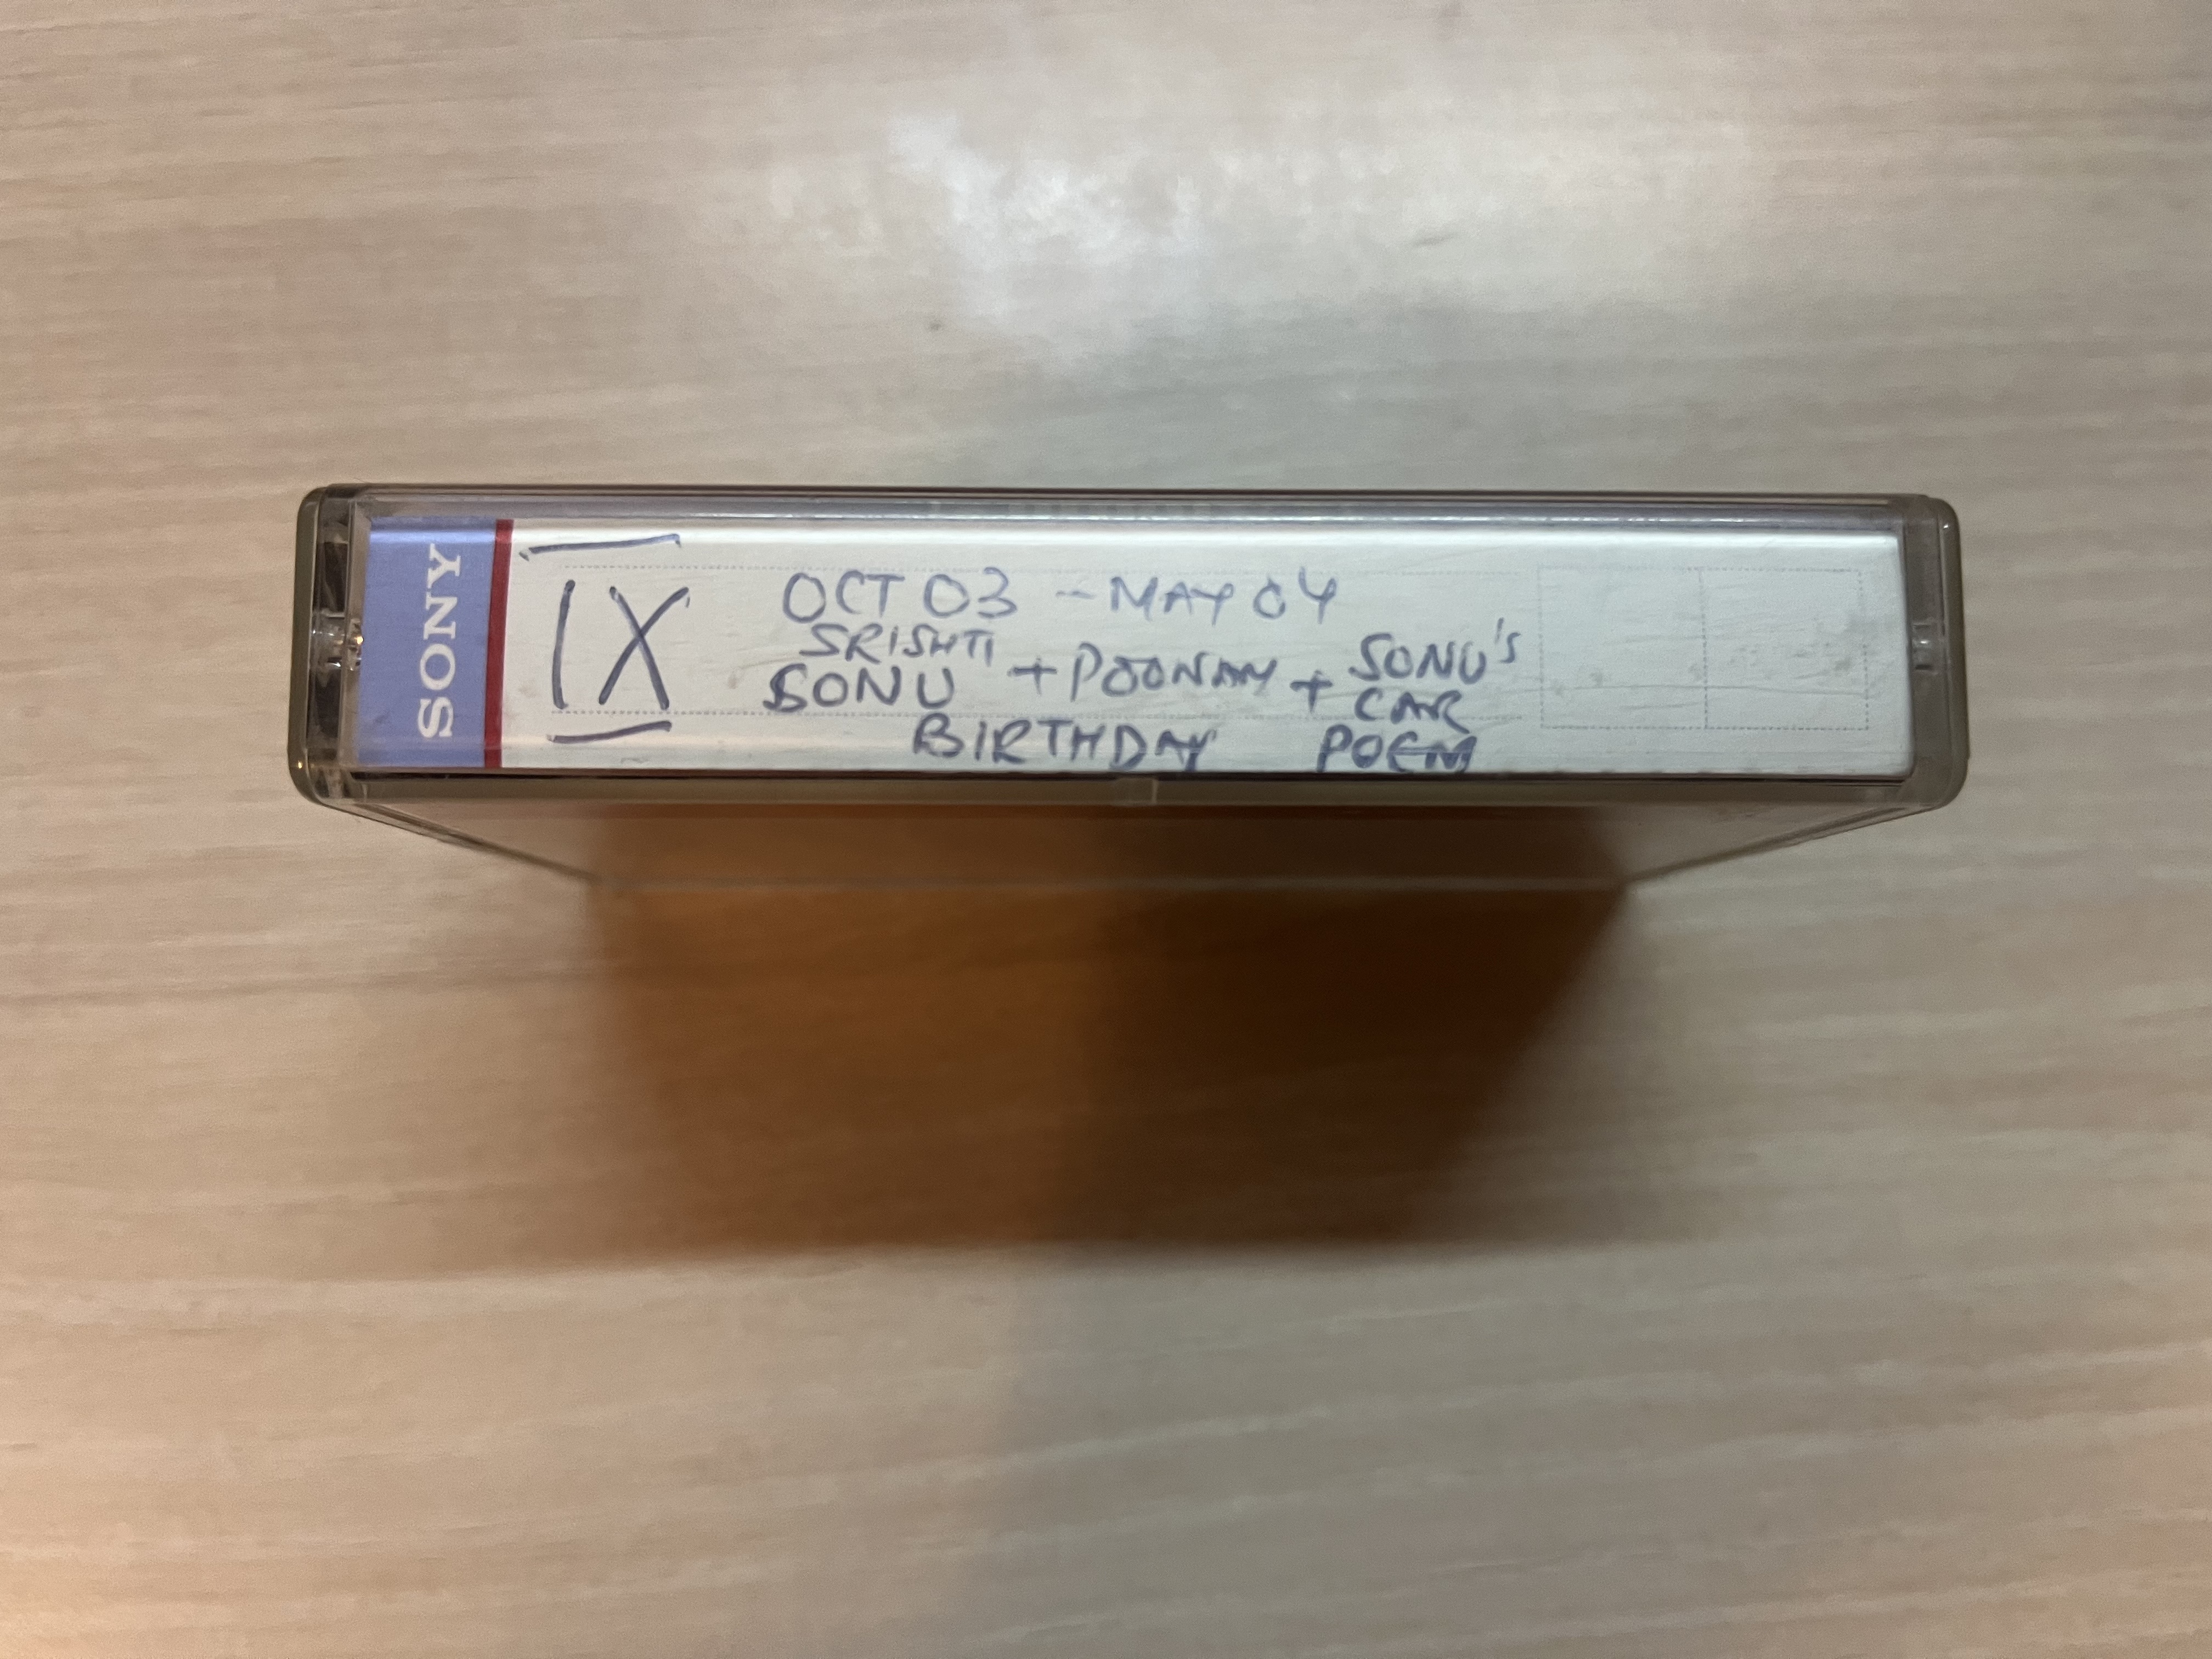 SONY
IX
OCT 03 - MAY 04
SRISHTI
SONU + POONAM + SONU'S
CAR
BIRTHDAY POEM